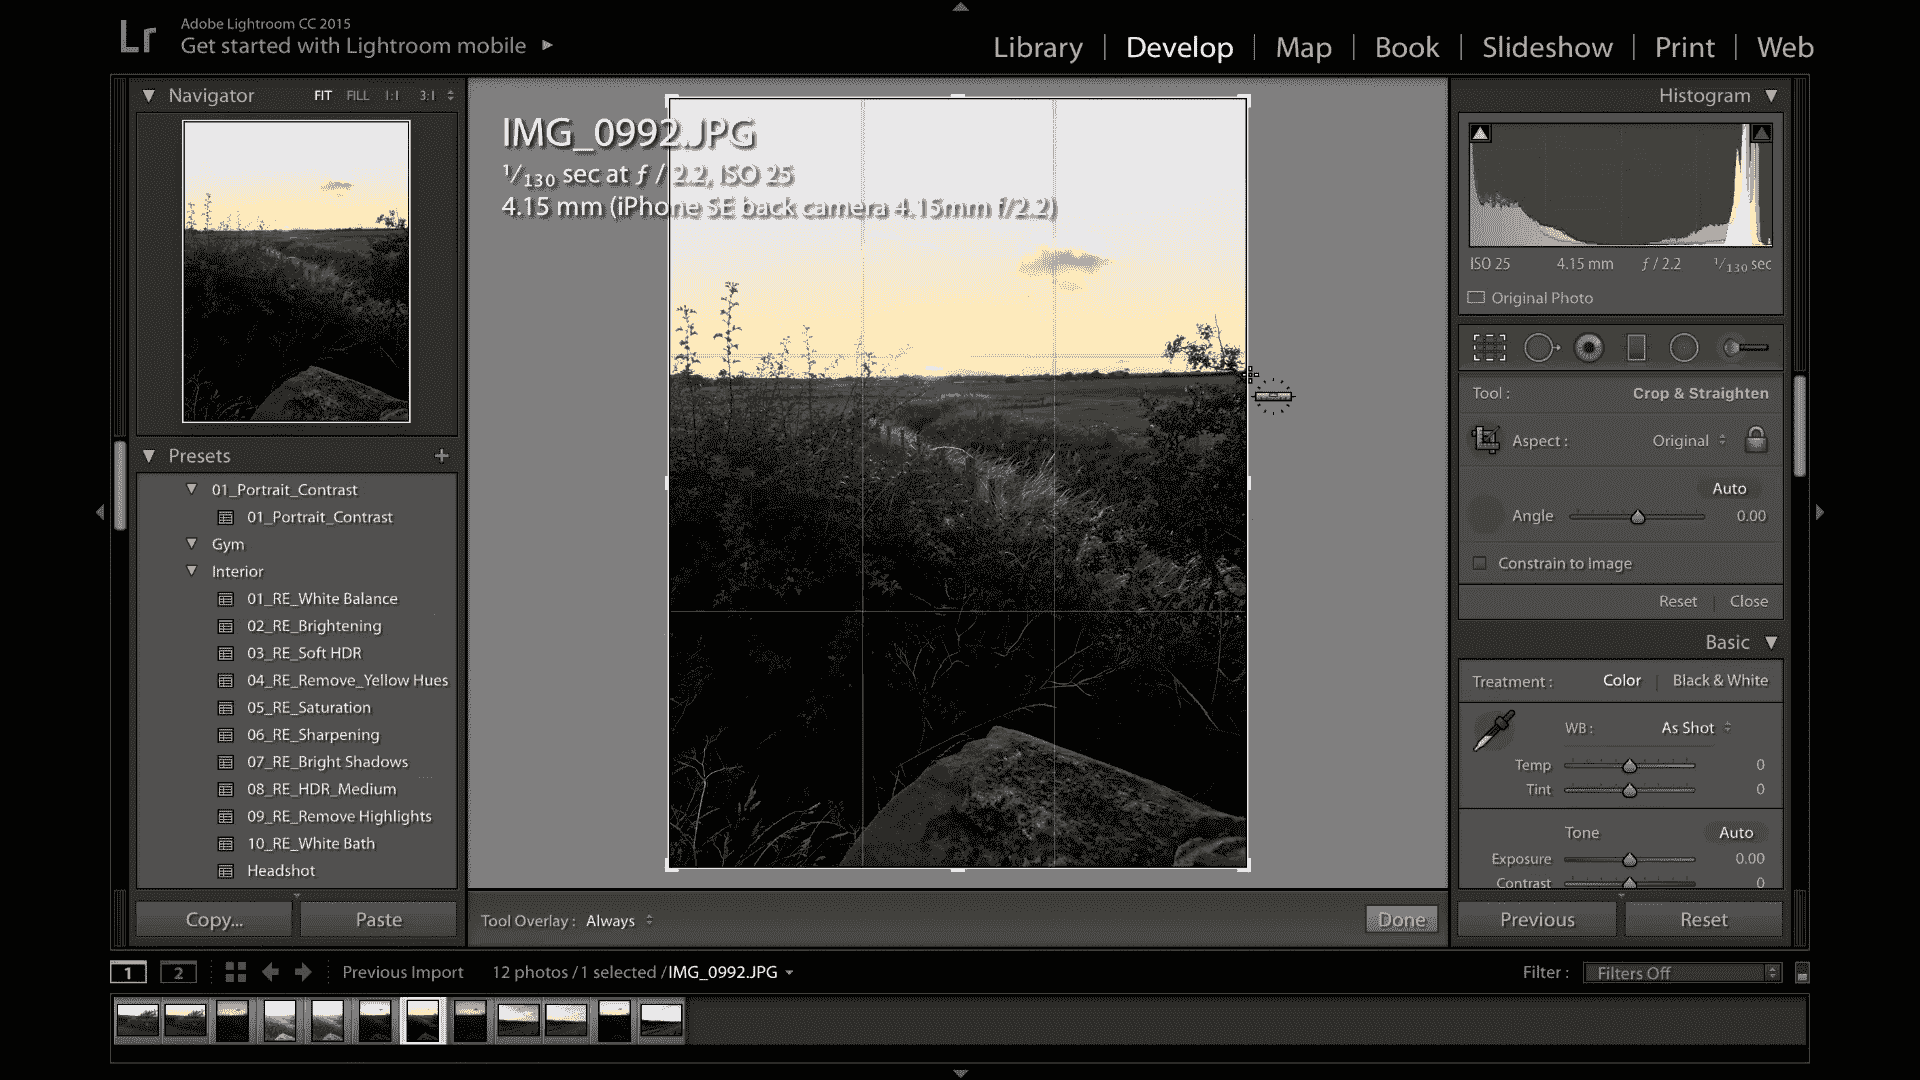 Lr
Adobe Lightroom CC 2015
Get started with Lightroom mobile
Library | Develop | Map | Book | Slideshow | Print | Web
Navigator FIT FILL 1:1 3:1
IMG_0992.JPG
1/130 sec at ƒ / 2.2, ISO 25
4.15 mm (iPhone SE back camera 4.15mm f/2.2)
Presets
01_Portrait_Contrast
01_Portrait_Contrast
Gym
Interior
01_RE_White Balance
02_RE_Brightening
03_RE_Soft HDR
04_RE_Remove_Yellow Hues
05_RE_Saturation
06_RE_Sharpening
07_RE_Bright Shadows
08_RE_HDR_Medium
09_RE_Remove Highlights
10_RE_White Bath
Headshot
Copy... Paste
Tool Overlay : Always
Done
Histogram
ISO 25 4.15 mm ƒ / 2.2 1/130 sec
Original Photo
Tool : Crop & Straighten
Aspect : Original
Auto
Angle 0.00
Constrain to Image
Reset | Close
Basic
Treatment : Color | Black & White
WB : As Shot
Temp 0
Tint 0
Tone Auto
Exposure 0.00
Contrast 0
Previous Reset
1 2 Previous Import 12 photos / 1 selected / IMG_0992.JPG
Filter : Filters Off